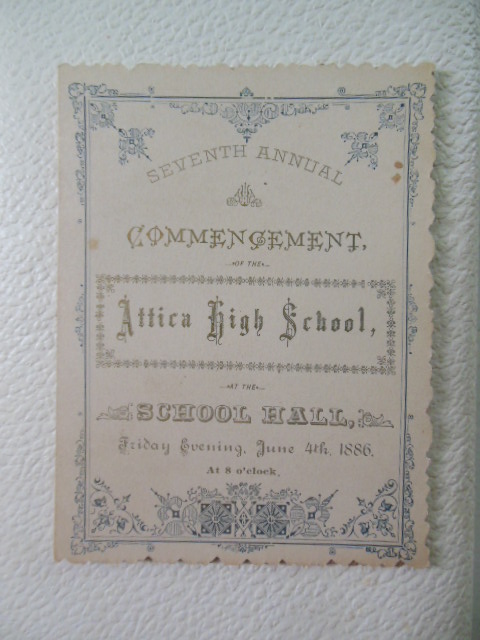 SEVENTH ANNUAL
COMMENCEMENT,
OF THE
Attica High School,
AT THE
SCHOOL HALL,
Friday Evening, June 4th, 1886.
At 8 o'clock.